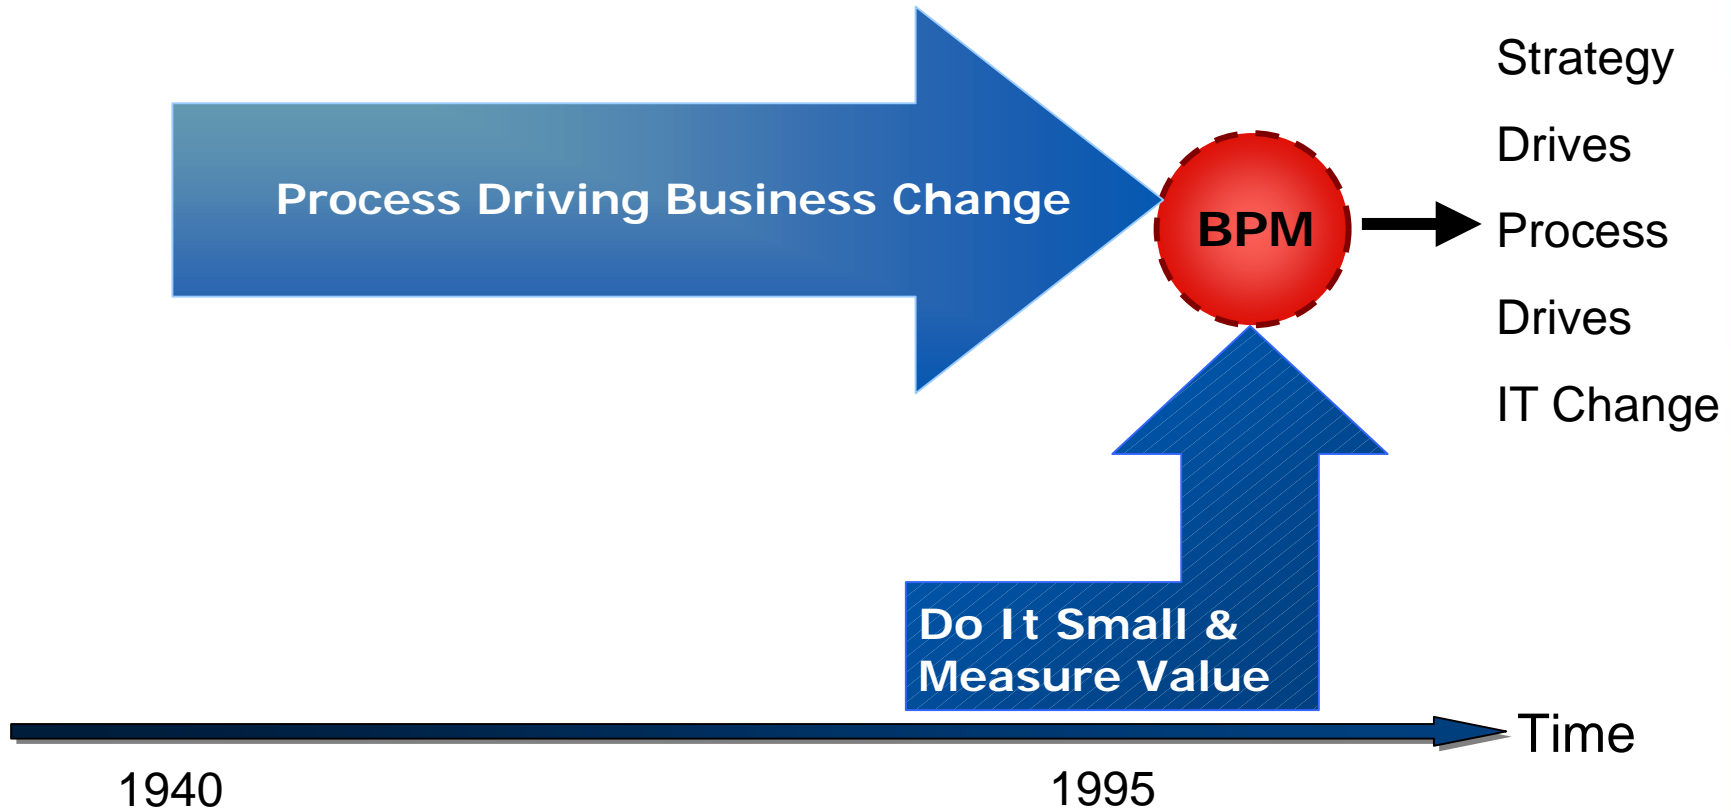 Process Driving Business Change
BPM
Strategy
Drives
Process
Drives
IT Change
Do It Small &
Measure Value
Time
1940
1995